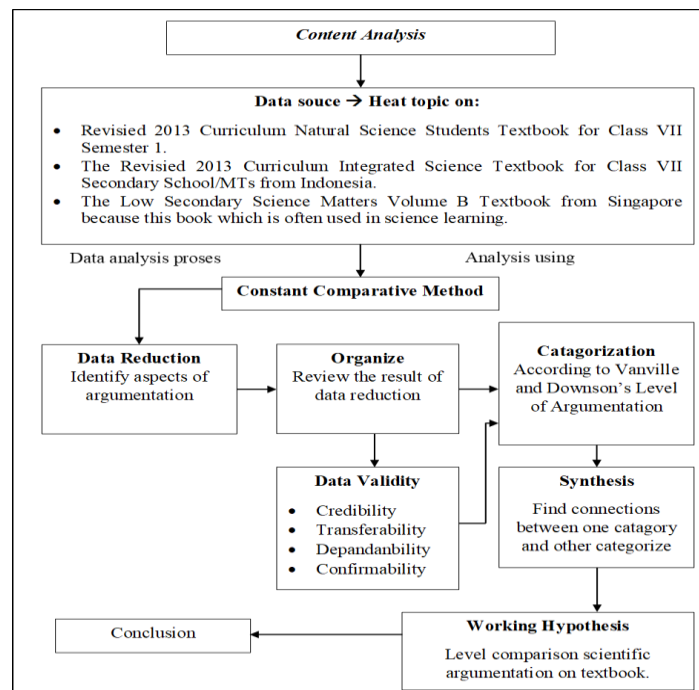 Content Analysis
Data souce → Heat topic on:
• Revisied 2013 Curriculum Natural Science Students Textbook for Class VII
Semester 1.
• The Revisied 2013 Curriculum Integrated Science Textbook for Class VII
Secondary School/MTs from Indonesia.
• The Low Secondary Science Matters Volume B Textbook from Singapore
because this book which is often used in science learning.
Data analysis proses
Analysis using
Constant Comparative Method
Data Reduction
Identify aspects of
argumentation
Organize
Review the result of
data reduction
Catagorization
According to Vanville
and Downson's Level
of Argumentation
Data Validity
• Credibility
• Transferability
• Depandanbility
• Confirmability
Synthesis
Find connections
between one catagory
and other categorize
Working Hypothesis
Level comparison scientific
argumentation on textbook.
Conclusion